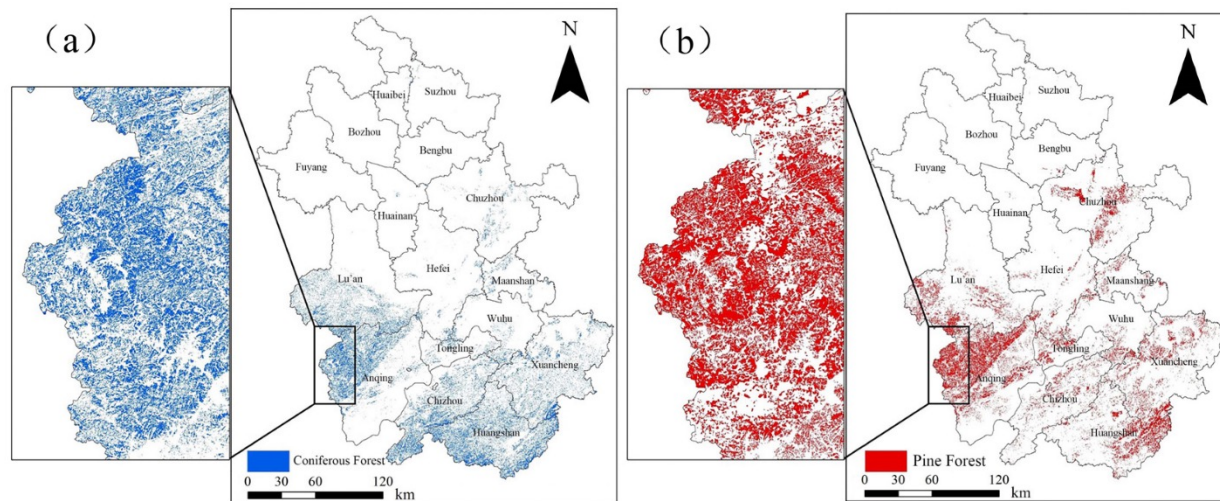 (a)
N
Huaibei
Suzhou
Bozhou
Bengbu
Fuyang
Huainan
Chuzhou
Hefei
Lu'an
Maanshan
Wuhu
Tongling
Xuancheng
Anqing
Chizhou
Huangshan
Coniferous Forest
0 30 60 120
km
(b)
N
Huaibei
Suzhou
Bozhou
Bengbu
Fuyang
Chuzhou
Huainan
Hefei
Lu'an
Maanshang
Wuhu
Tongling
Xuancheng
Anqing
Chizhou
Huangshan
Pine Forest
0 30 60 120
km